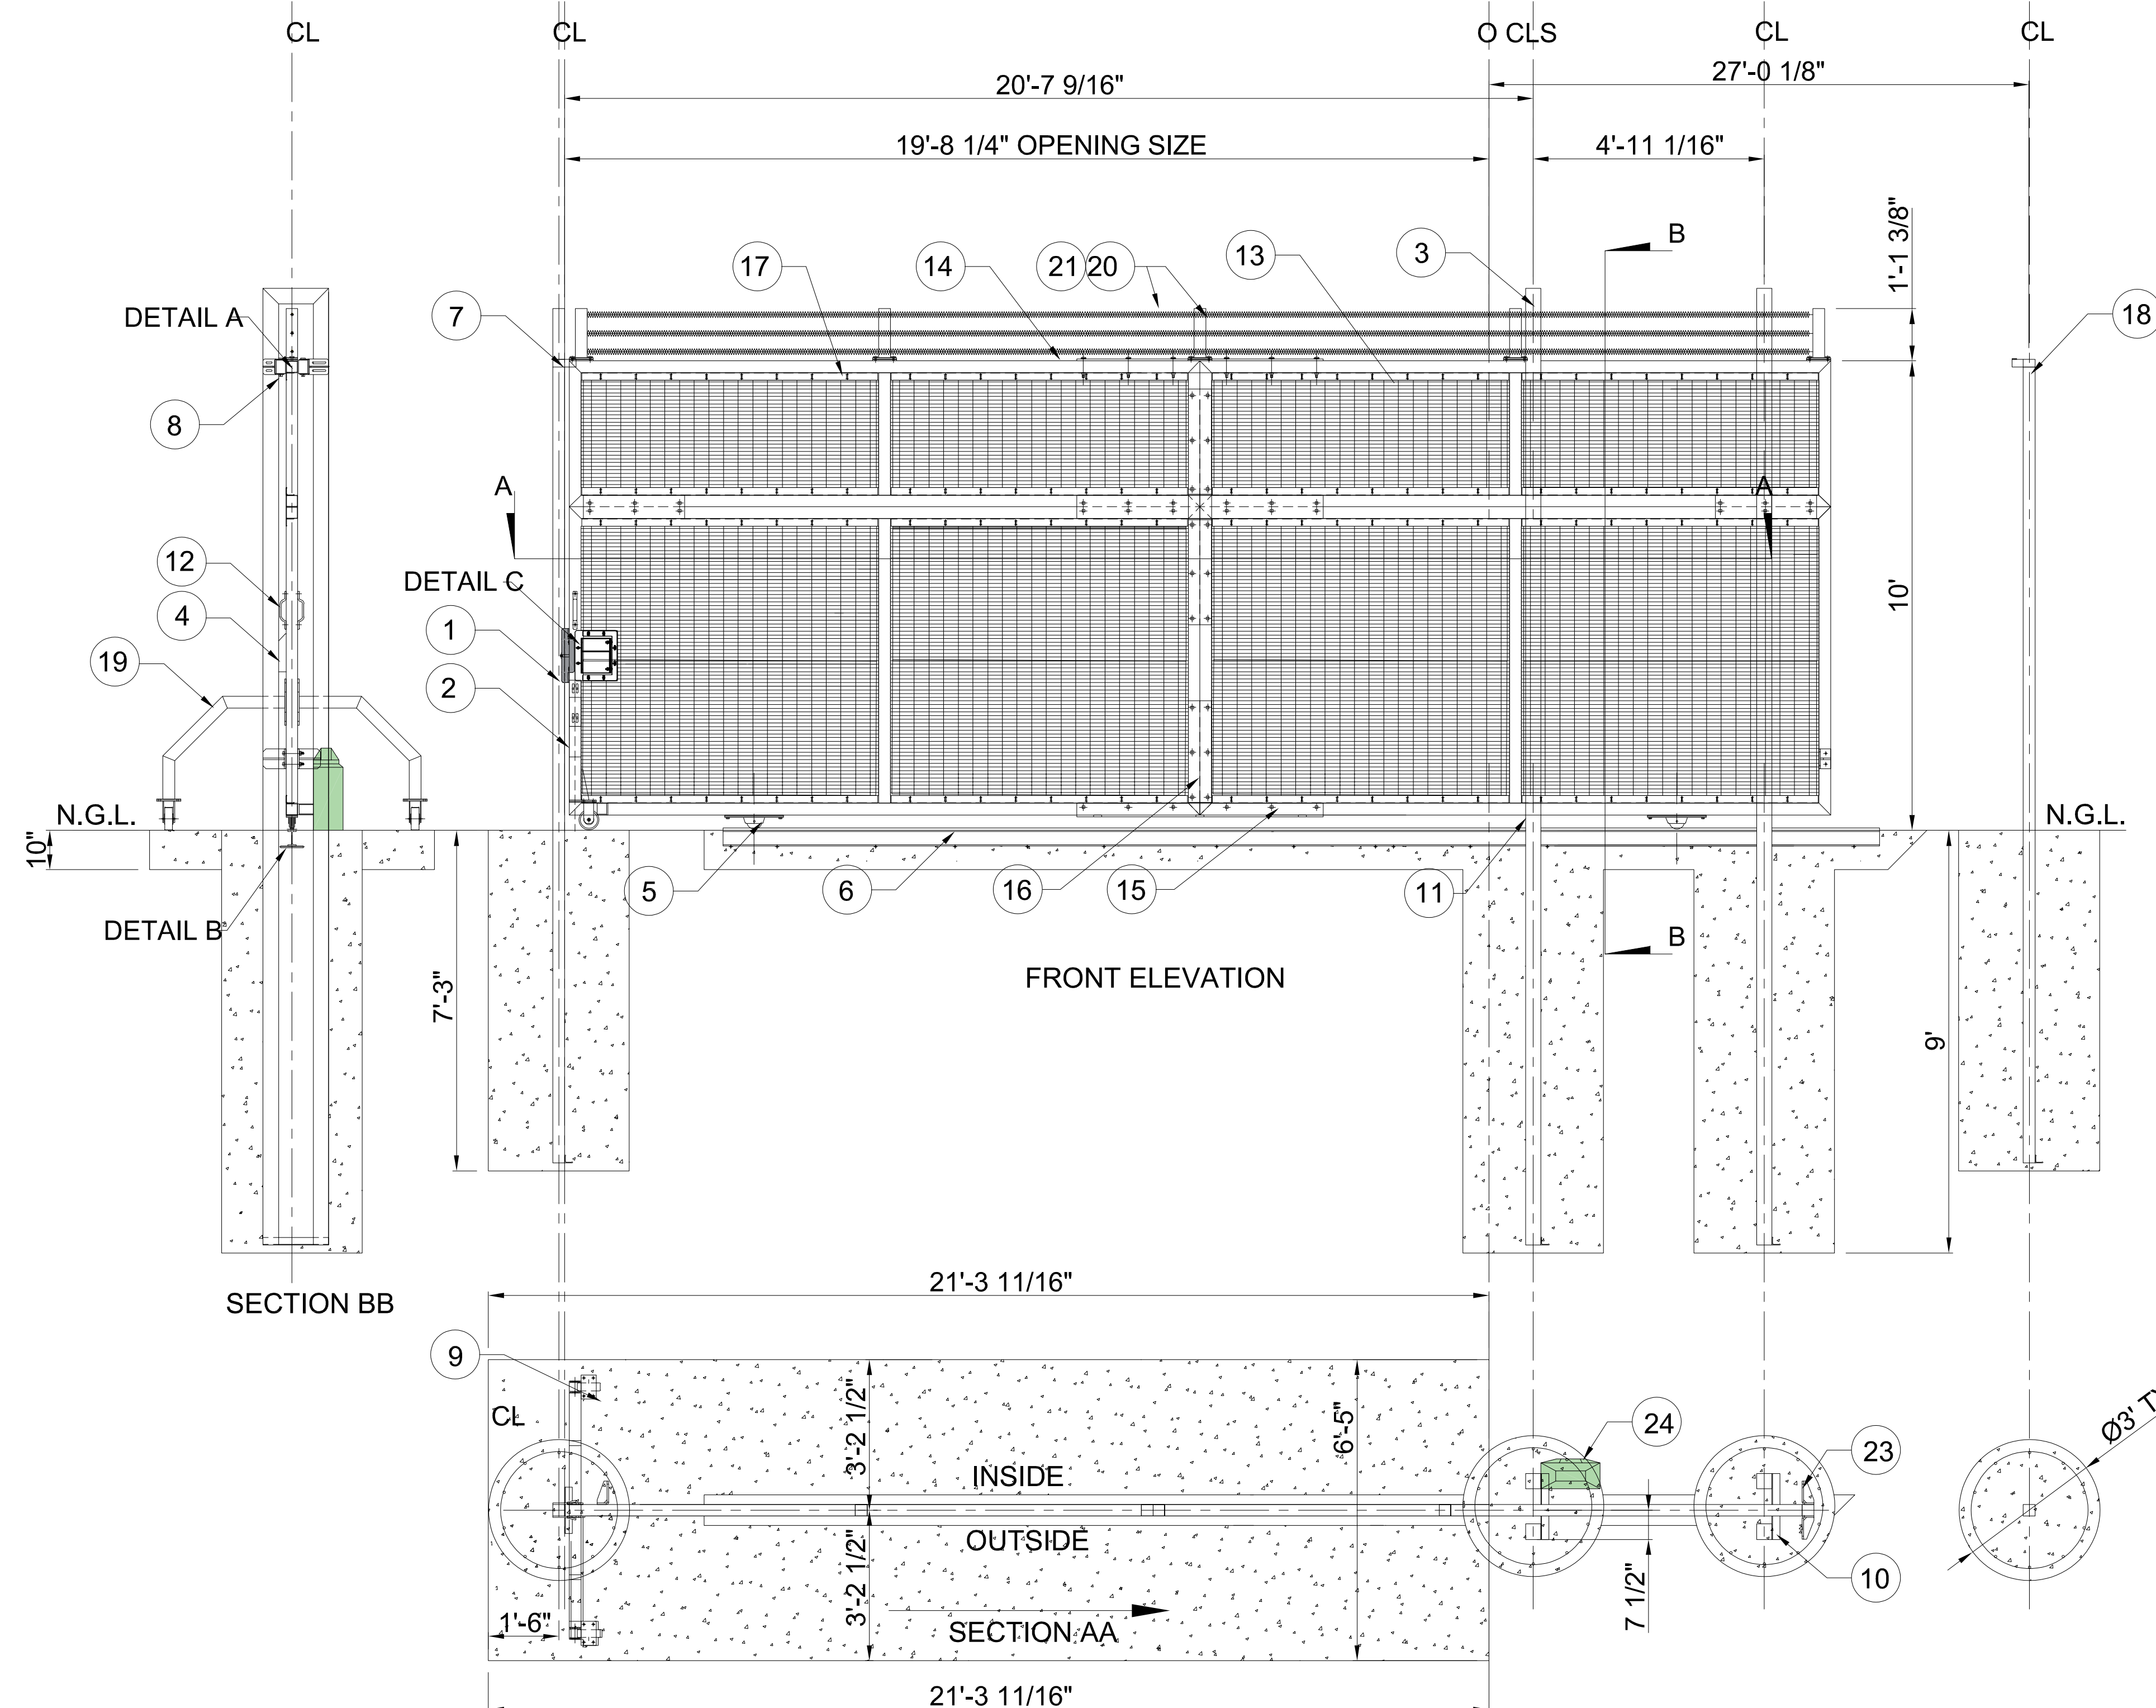 CL
CL
O CLS
CL
CL
20'-7 9/16"
27'-0 1/8"
19'-8 1/4" OPENING SIZE
4'-11 1/16"
1'-1 3/8"
B
3
13
21 20
14
17
7
18
DETAIL A
8
A
A
12
DETAIL C
4
1
19
2
10'
N.G.L.
N.G.L.
10"
5
6
16
15
11
DETAIL B
B
FRONT ELEVATION
7'-3"
9'
21'-3 11/16"
SECTION BB
9
CL
3'-2 1/2"
6'-5"
24
23
Ø3'
INSIDE
OUTSIDE
3'-2 1/2"
10
7 1/2"
1'-6"
SECTION AA
21'-3 11/16"